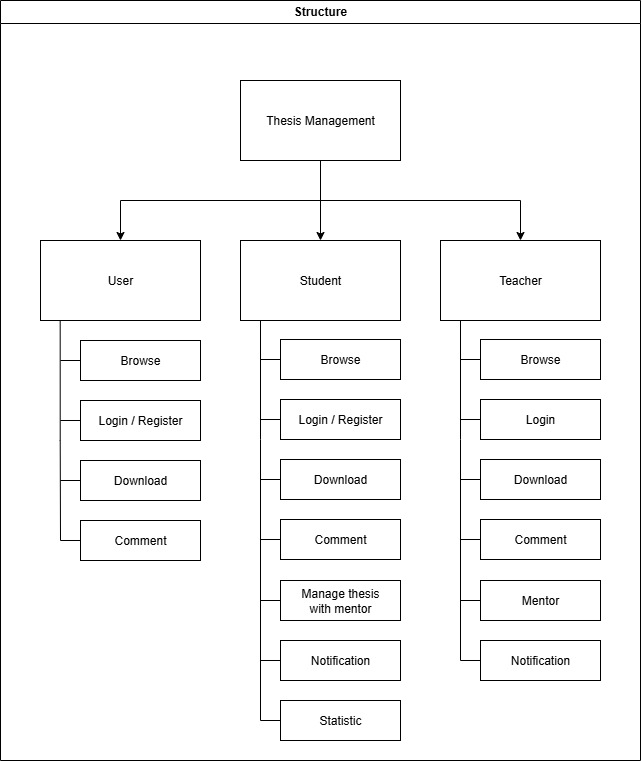 Structure
Thesis Management
User
Student
Teacher
Browse
Login / Register
Download
Comment
Browse
Login / Register
Download
Comment
Manage thesis
with mentor
Notification
Statistic
Browse
Login
Download
Comment
Mentor
Notification